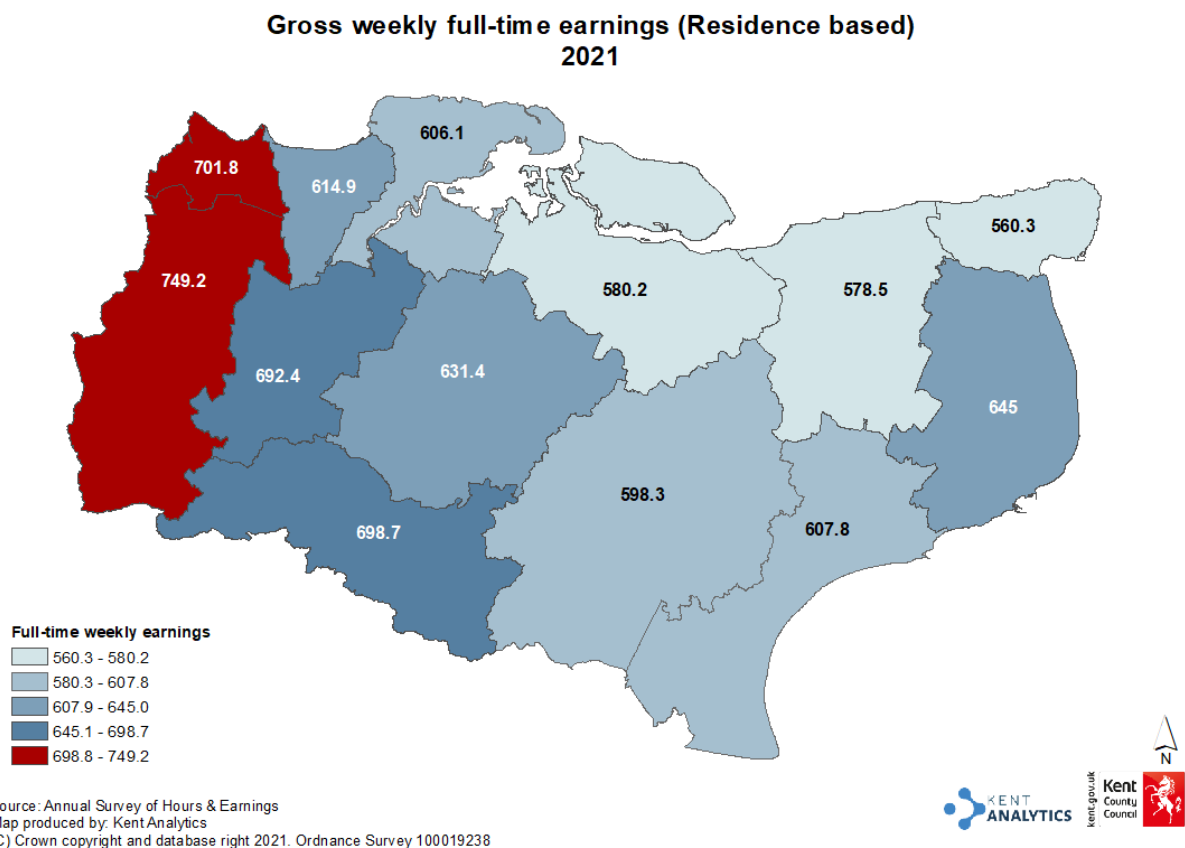 Gross weekly full-time earnings (Residence based)
2021
606.1
701.8
614.9
560.3
749.2
580.2
578.5
692.4
631.4
645
598.3
698.7
607.8
Full-time weekly earnings
560.3 - 580.2
580.3 - 607.8
607.9 - 645.0
645.1 - 698.7
698.8 - 749.2
N
ource: Annual Survey of Hours & Earnings
Map produced by: Kent Analytics
C) Crown copyright and database right 2021. Ordnance Survey 100019238
KENT
ANALYTICS
kent.gov.uk
Kent
County
Council